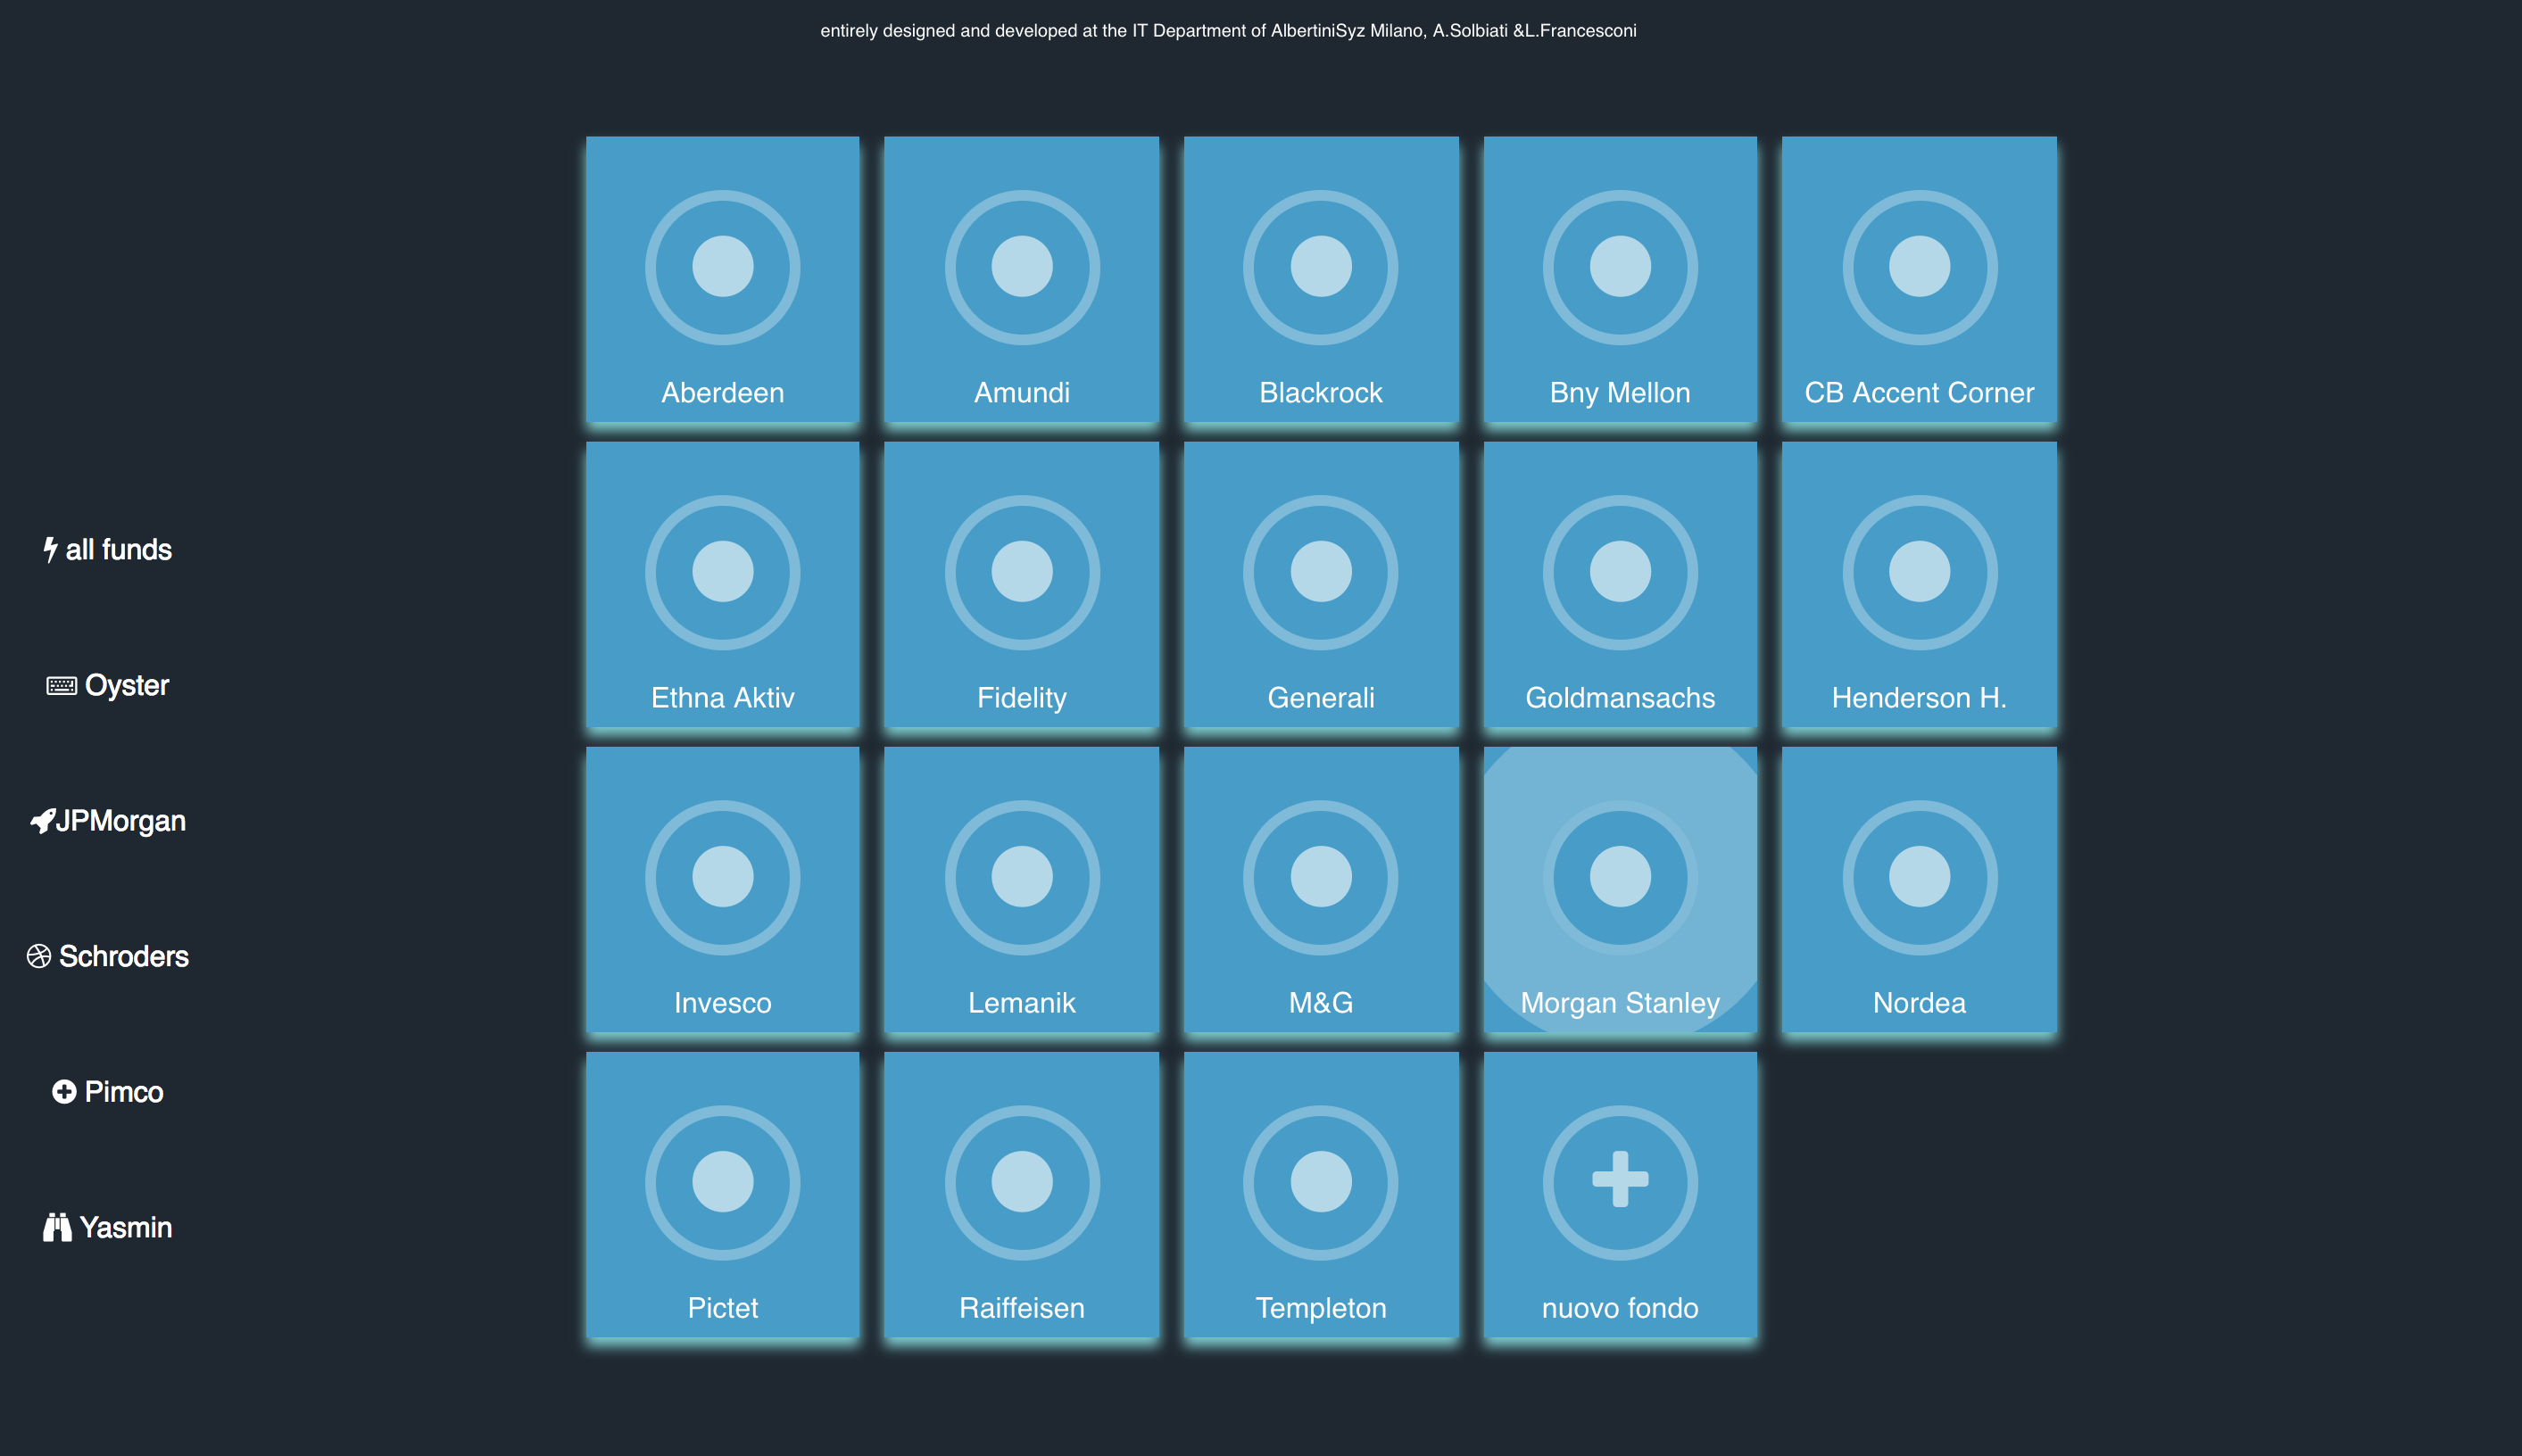 entirely designed and developed at the IT Department of AlbertiniSyz Milano, A.Solbiati &L.Francesconi
all funds
Oyster
JPMorgan
Schroders
Pimco
Yasmin
Aberdeen
Amundi
Blackrock
Bny Mellon
CB Accent Corner
Ethna Aktiv
Fidelity
Generali
Goldmansachs
Henderson H.
Invesco
Lemanik
M&G
Morgan Stanley
Nordea
Pictet
Raiffeisen
Templeton
nuovo fondo